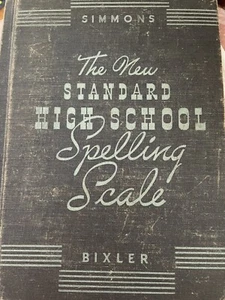 SIMMONS
The New
STANDARD
HIGH SCHOOL
Spelling
Scale
BIXLER